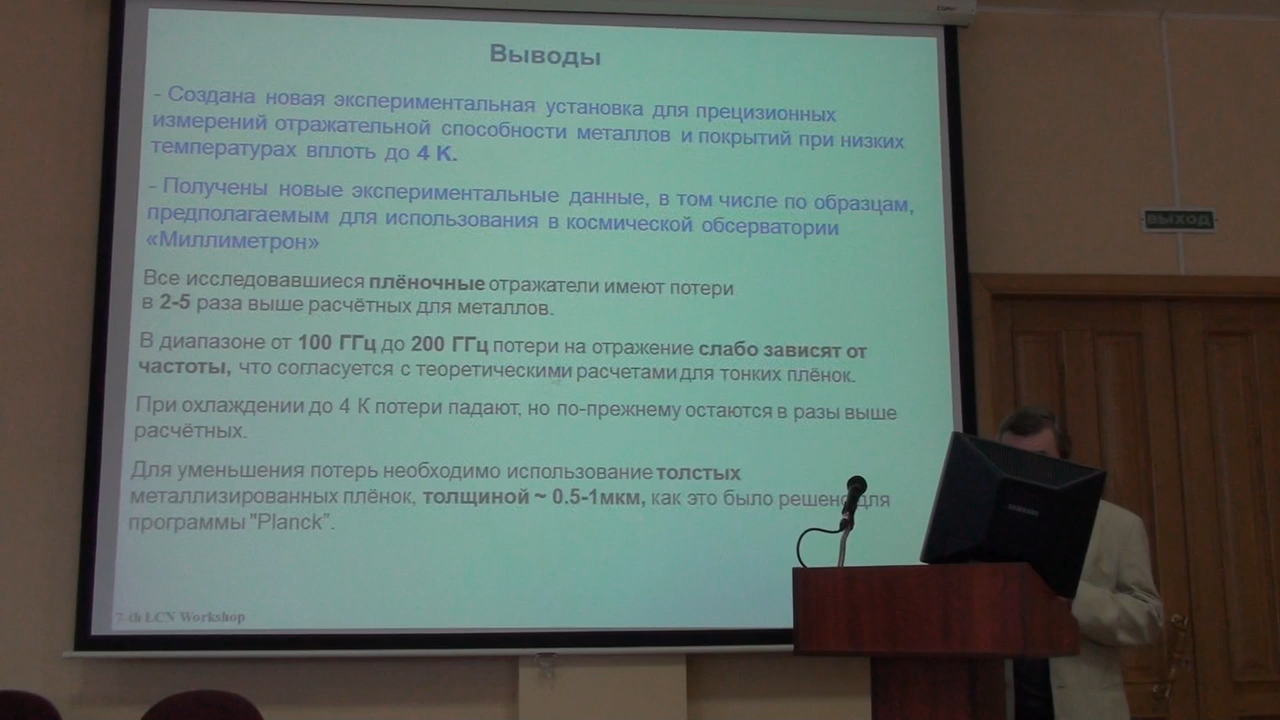 Выводы
- Создана новая экспериментальная установка для прецизионных
измерений отражательной способности металлов и покрытий при низких
температурах вплоть до 4 К.
- Получены новые экспериментальные данные, в том числе по образцам,
предполагаемым для использования в космической обсерватории
«Миллиметрон»
Все исследовавшиеся плёночные отражатели имеют потери
в 2-5 раза выше расчётных для металлов.
В диапазоне от 100 ГГц до 200 ГГц потери на отражение слабо зависят от
частоты, что согласуется с теоретическими расчетами для тонких плёнок.
При охлаждении до 4 К потери падают, но по-прежнему остаются в разы выше
расчётных.
Для уменьшения потерь необходимо использование толстых
металлизированных плёнок, толщиной ~ 0.5-1мкм, как это было решено для
программы "Planck”.
7-th LCN Workshop
ВЫХОД
SAMSUNG